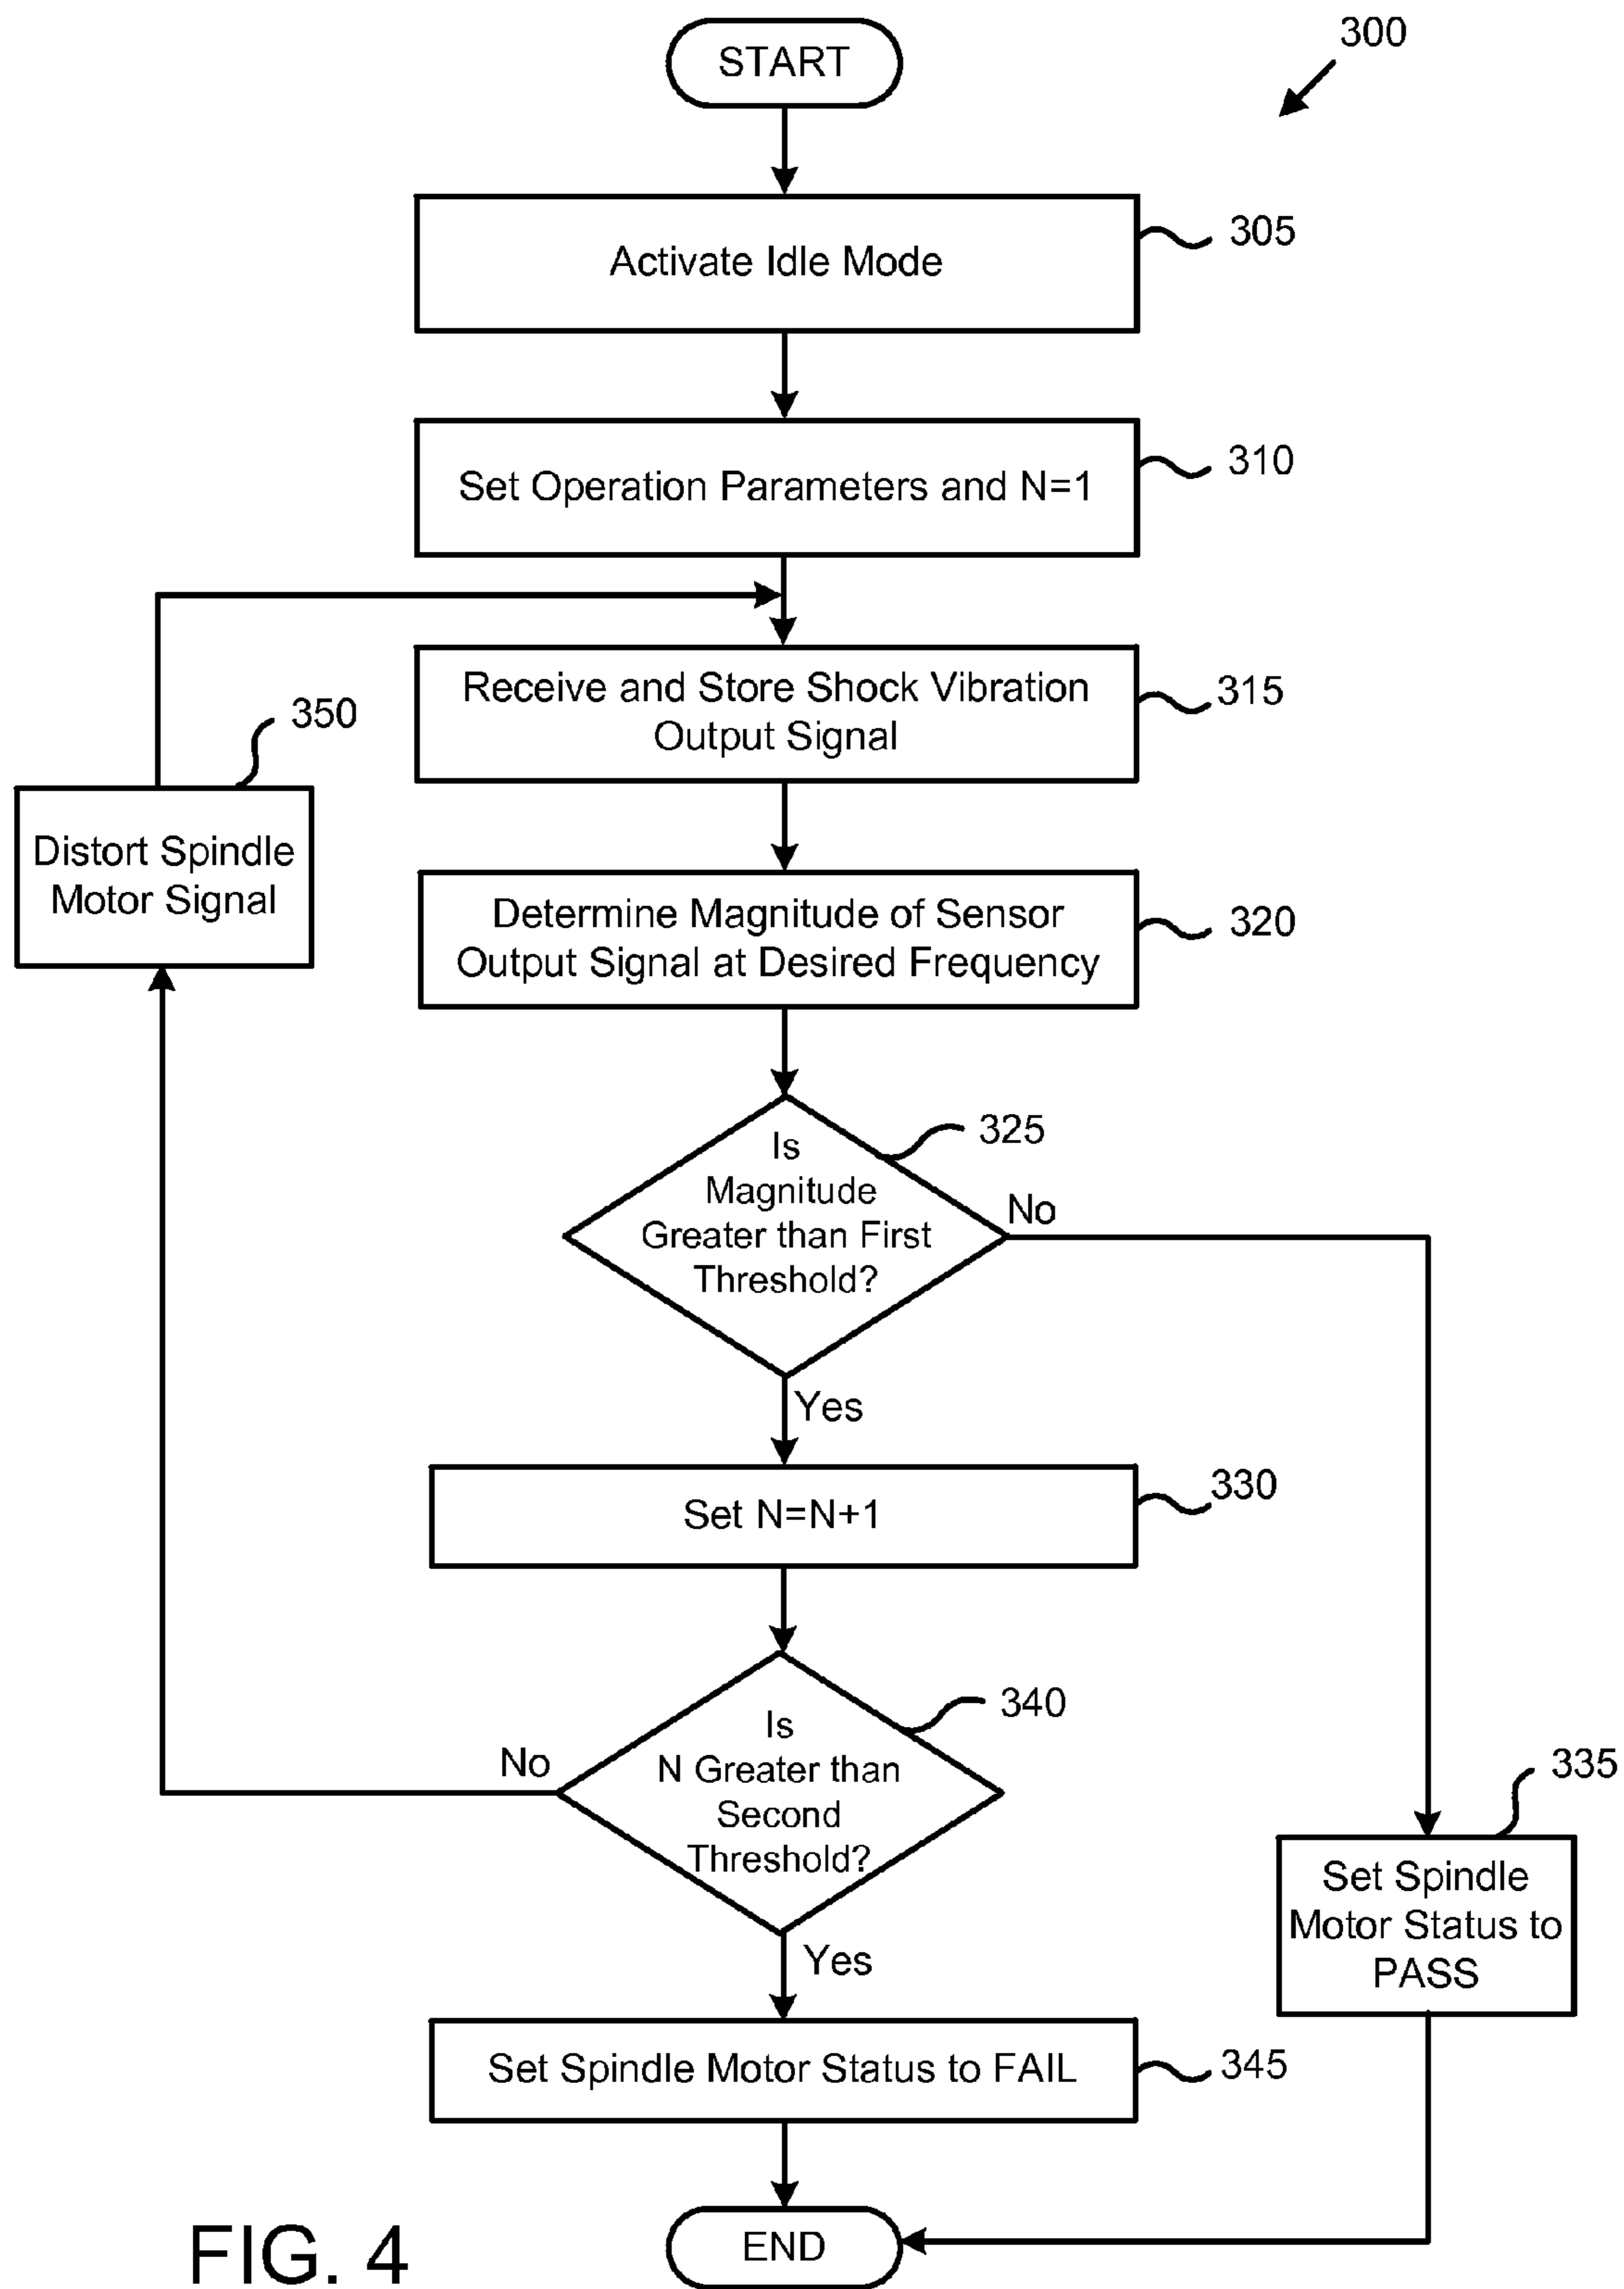 START
300
Activate Idle Mode
305
Set Operation Parameters and N=1
310
Receive and Store Shock Vibration
Output Signal
315
350
Distort Spindle
Motor Signal
Determine Magnitude of Sensor
Output Signal at Desired Frequency
320
Is
Magnitude
Greater than First
Threshold?
325
No
Yes
Set N=N+1
330
Is
N Greater than
Second
Threshold?
340
No
Yes
335
Set Spindle
Motor Status to
PASS
Set Spindle Motor Status to FAIL
345
END
FIG. 4